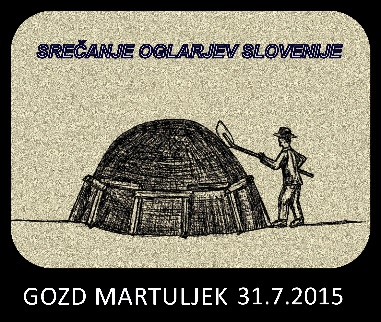 SREČANJE OGLARJEV SLOVENIJE
GOZD MARTULJEK 31.7.2015